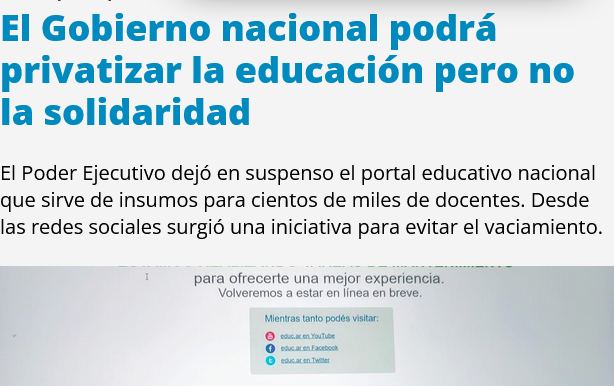 El Gobierno nacional podrá
privatizar la educación pero no
la solidaridad
El Poder Ejecutivo dejó en suspenso el portal educativo nacional
que sirve de insumos para cientos de miles de docentes. Desde
las redes sociales surgió una iniciativa para evitar el vaciamiento.
para ofrecerte una mejor experiencia.
Volveremos a estar en línea en breve.
Mientras tanto podés visitar:
educ.ar en YouTube
educ.ar en Facebook
educ.ar en Twitter